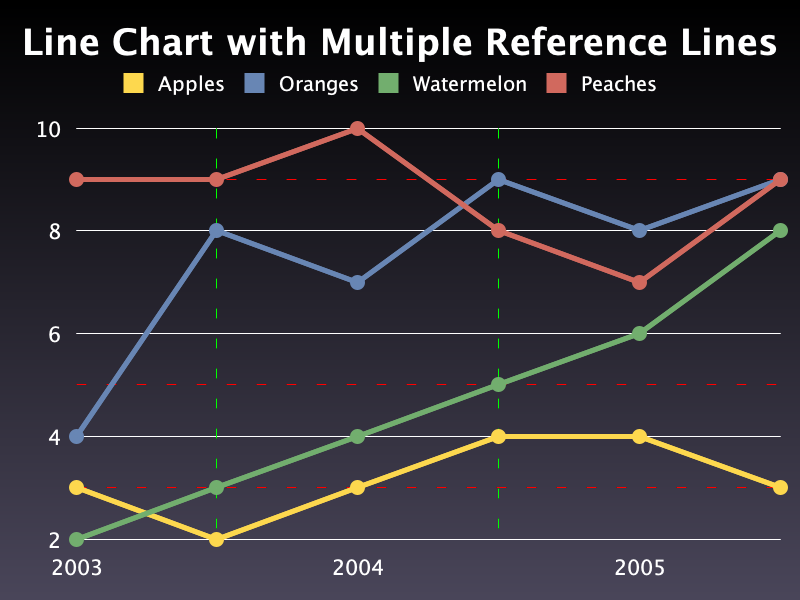 Line Chart with Multiple Reference Lines
Apples Oranges Watermelon Peaches
10
8
6
4
2
2003 2004 2005